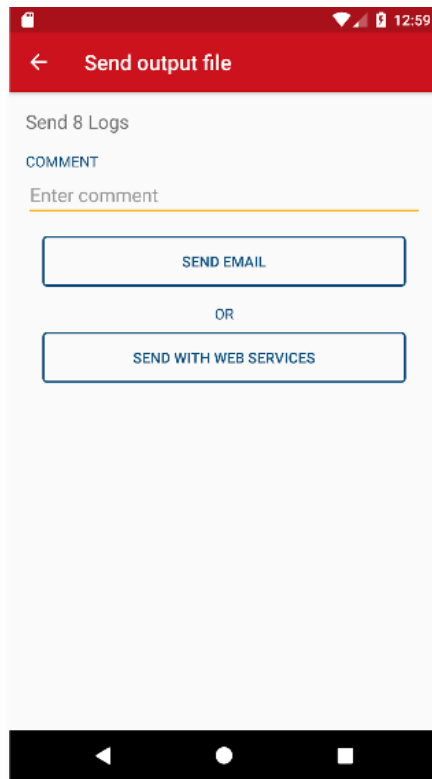 12:59
Send output file
Send 8 Logs
COMMENT
Enter comment
SEND EMAIL
OR
SEND WITH WEB SERVICES